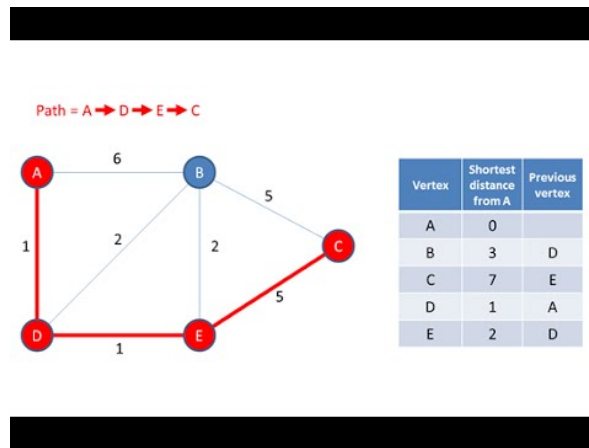 Path = A → D → E → C
A
6
B
5
1
2
2
C
5
D
1
E
Vertex Shortest distance from A Previous vertex
A 0
B 3 D
C 7 E
D 1 A
E 2 D